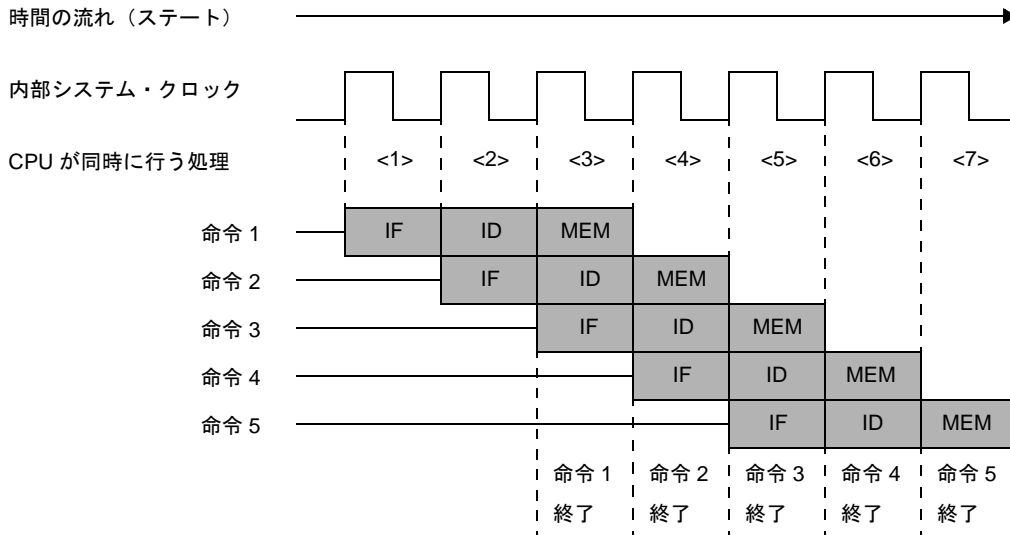 時間の流れ（ステート）
内部システム・クロック
CPU が同時に行う処理 <1> <2> <3> <4> <5> <6> <7>
命令 1 IF ID MEM
命令 2 IF ID MEM
命令 3 IF ID MEM
命令 4 IF ID MEM
命令 5 IF ID MEM
命令 1 命令 2 命令 3 命令 4 命令 5
終了 終了 終了 終了 終了